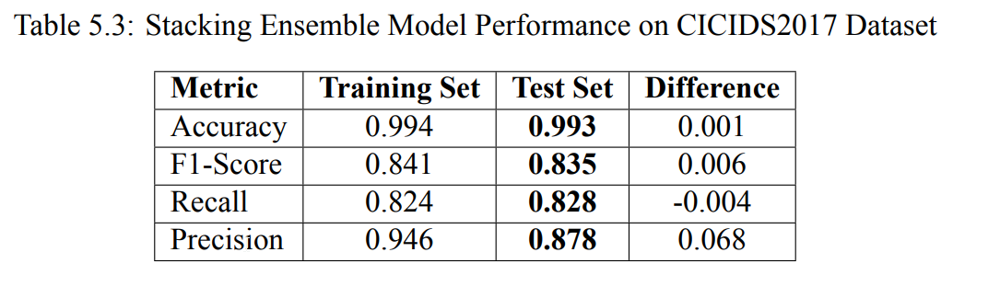 Table 5.3: Stacking Ensemble Model Performance on CICIDS2017 Dataset
Metric Training Set Test Set Difference
Accuracy 0.994 0.993 0.001
F1-Score 0.841 0.835 0.006
Recall 0.824 0.828 -0.004
Precision 0.946 0.878 0.068